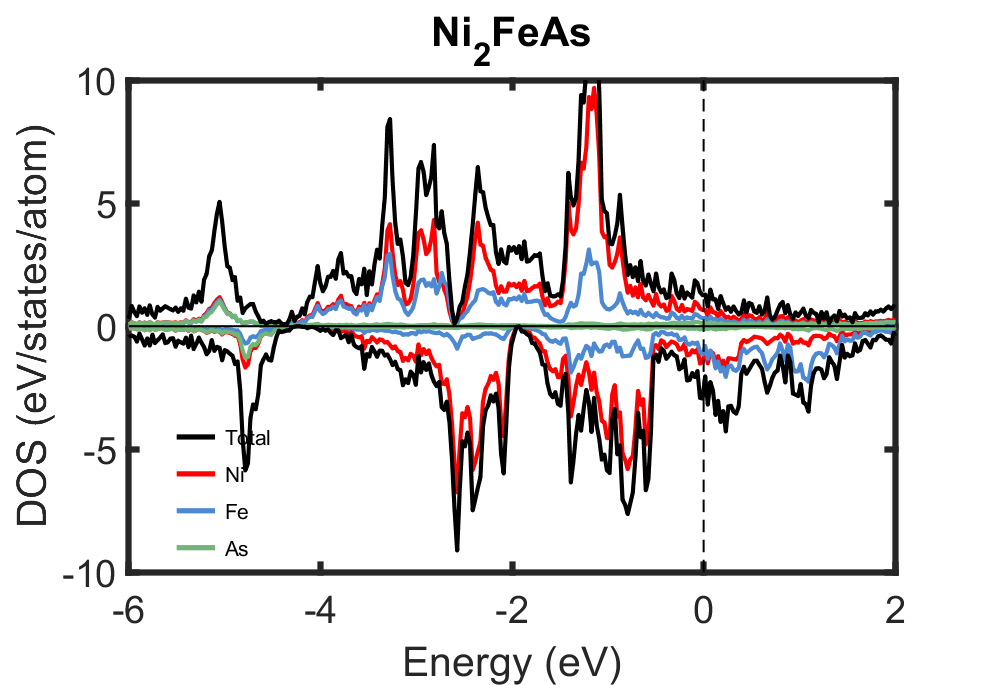 Ni2FeAs
DOS (eV/states/atom)
10
5
0
0
-5
-10
Total
Ni
Fe
As
-6 -4 -2 0 2
Energy (eV)